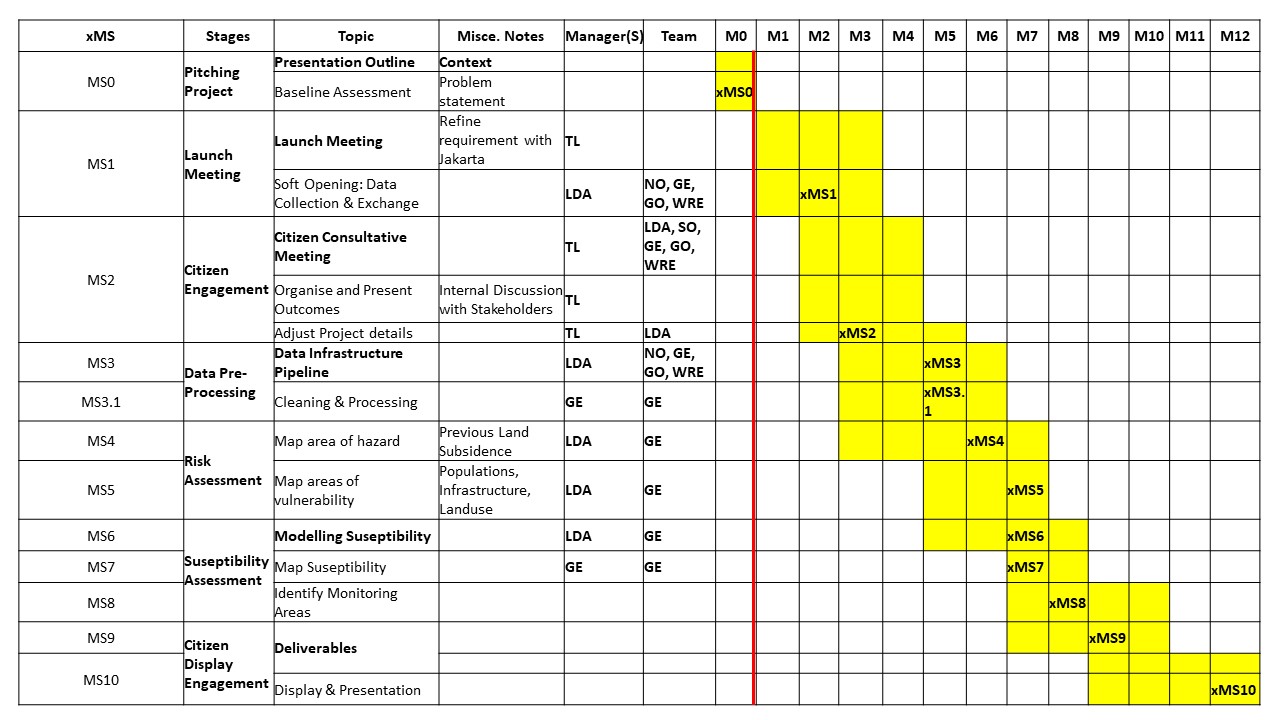 xMS Stages Topic Misce. Notes Manager(S) Team M0 M1 M2 M3 M4 M5 M6 M7 M8 M9 M10 M11 M12
MS0
Pitching
Project
Presentation Outline
Context
Baseline Assessment
Problem
statement
xMS0
MS1
Launch
Meeting
Launch Meeting
Refine
requirement with
Jakarta
TL
Soft Opening: Data
Collection & Exchange
LDA
NO, GE,
GO, WRE
xMS1
MS2
Citizen
Engagement
Citizen Consultative
Meeting
TL
LDA, SO,
GE, GO,
WRE
Organise and Present
Outcomes
Internal Discussion
with Stakeholders
TL
Adjust Project details
TL
LDA
xMS2
MS3
Data Pre-
Processing
Data Infrastructure
Pipeline
LDA
NO, GE,
GO, WRE
xMS3
MS3.1
Cleaning & Processing
GE
GE
xMS3.
1
MS4
Risk
Assessment
Map area of hazard
Previous Land
Subsidence
LDA
GE
xMS4
MS5
Map areas of
vulnerability
Populations,
Infrastructure,
Landuse
LDA
GE
xMS5
MS6
Suseptibility
Assessment
Modelling Suseptibility
LDA
GE
xMS6
MS7
Map Suseptibility
GE
GE
xMS7
MS8
Identify Monitoring
Areas
xMS8
MS9
Citizen
Display
Engagement
Deliverables
xMS9
MS10
Display & Presentation
xMS10